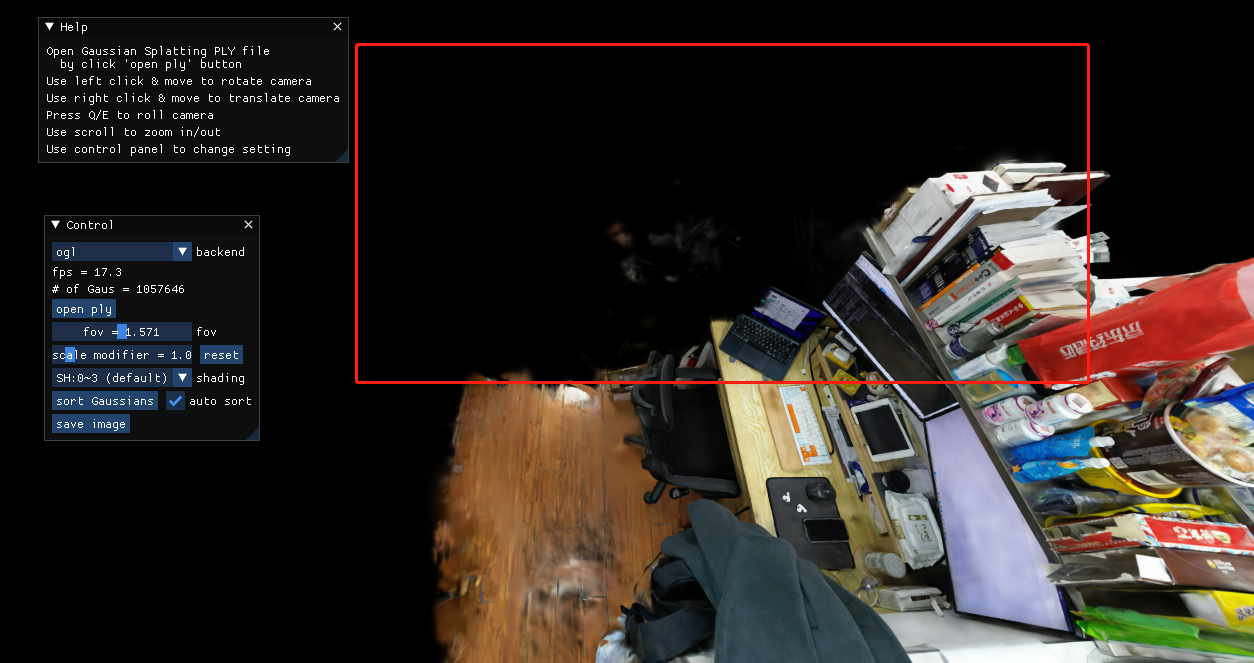 Help
Open Gaussian Splatting PLY file
by click 'open ply' button
Use left click & move to rotate camera
Use right click & move to translate camera
Press Q/E to roll camera
Use scroll to zoom in/out
Use control panel to change setting
Control
ogl backend
fps = 17.3
# of Gaus = 1057646
open ply
fov = 1.571 fov
scale modifier = 1.0 reset
SH:0~3 (default) shading
sort Gaussians auto sort
save image
C++